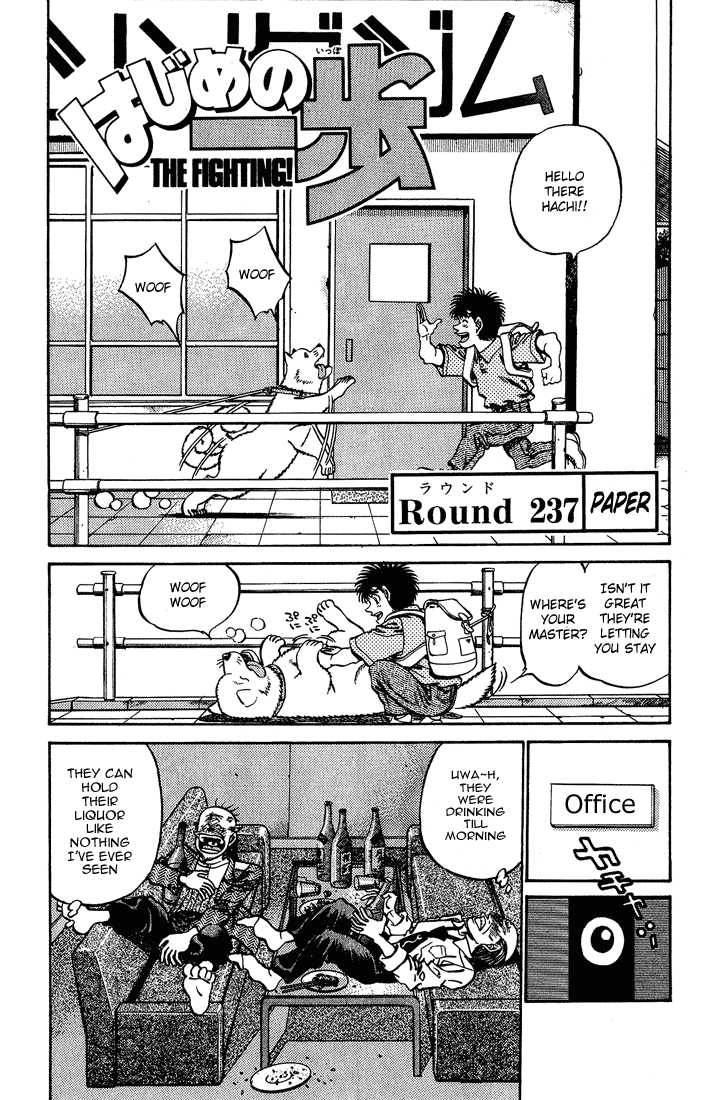 はじめの一歩
いっぽ
THE FIGHTING!
HELLO
THERE
HACHI!!
WOOF
WOOF
ラウンド
Round 237
PAPER
ISN'T IT
GREAT
THEY'RE
LETTING
YOU STAY
WHERE'S
YOUR
MASTER?
WOOF
WOOF
Office
UWA~H,
THEY
WERE
DRINKING
TILL
MORNING
THEY CAN
HOLD
THEIR
LIQUOR
LIKE
NOTHING
I'VE EVER
SEEN